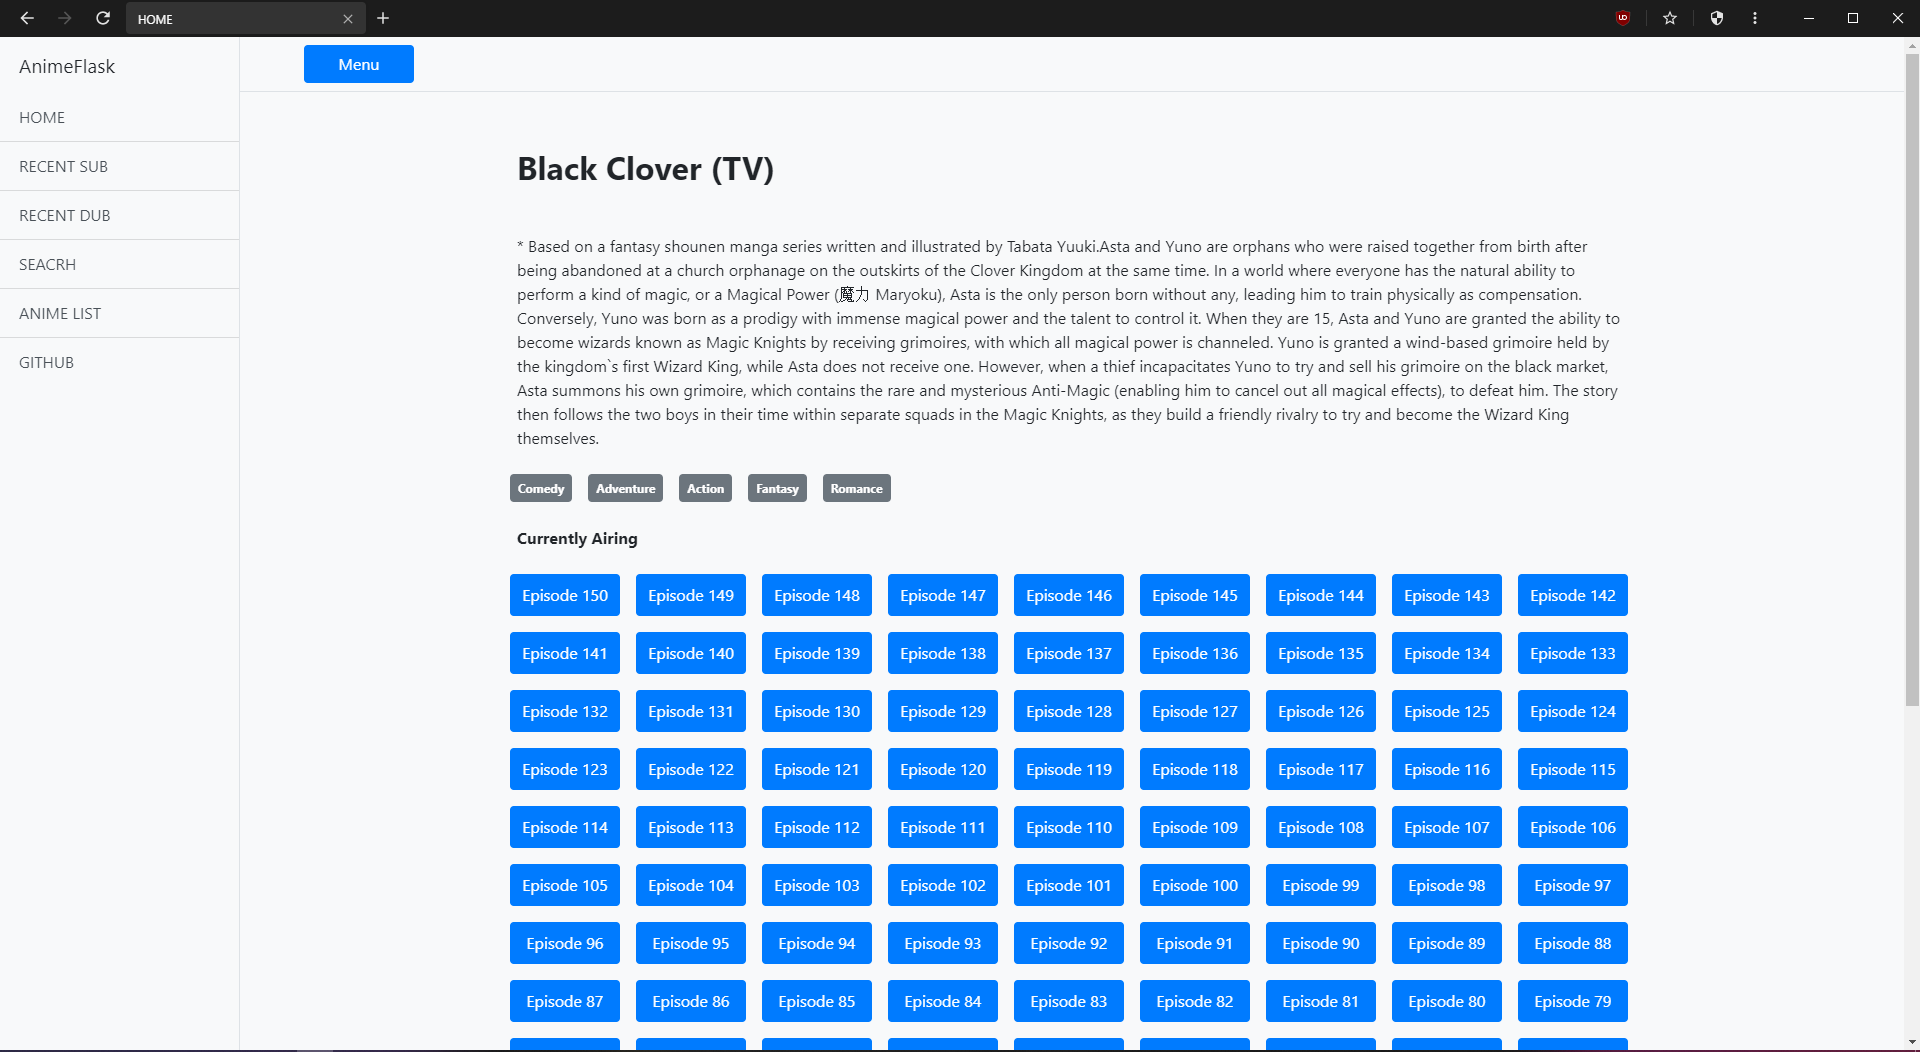 HOME
AnimeFlask
Menu
HOME
RECENT SUB
RECENT DUB
SEACRH
ANIME LIST
GITHUB
Black Clover (TV)
* Based on a fantasy shounen manga series written and illustrated by Tabata Yuuki.Asta and Yuno are orphans who were raised together from birth after
being abandoned at a church orphanage on the outskirts of the Clover Kingdom at the same time. In a world where everyone has the natural ability to
perform a kind of magic, or a Magical Power (魔力 Maryoku), Asta is the only person born without any, leading him to train physically as compensation.
Conversely, Yuno was born as a prodigy with immense magical power and the talent to control it. When they are 15, Asta and Yuno are granted the ability to
become wizards known as Magic Knights by receiving grimoires, with which all magical power is channeled. Yuno is granted a wind-based grimoire held by
the kingdom`s first Wizard King, while Asta does not receive one. However, when a thief incapacitates Yuno to try and sell his grimoire on the black market,
Asta summons his own grimoire, which contains the rare and mysterious Anti-Magic (enabling him to cancel out all magical effects), to defeat him. The story
then follows the two boys in their time within separate squads in the Magic Knights, as they build a friendly rivalry to try and become the Wizard King
themselves.
Comedy Adventure Action Fantasy Romance
Currently Airing
Episode 150 Episode 149 Episode 148 Episode 147 Episode 146 Episode 145 Episode 144 Episode 143 Episode 142
Episode 141 Episode 140 Episode 139 Episode 138 Episode 137 Episode 136 Episode 135 Episode 134 Episode 133
Episode 132 Episode 131 Episode 130 Episode 129 Episode 128 Episode 127 Episode 126 Episode 125 Episode 124
Episode 123 Episode 122 Episode 121 Episode 120 Episode 119 Episode 118 Episode 117 Episode 116 Episode 115
Episode 114 Episode 113 Episode 112 Episode 111 Episode 110 Episode 109 Episode 108 Episode 107 Episode 106
Episode 105 Episode 104 Episode 103 Episode 102 Episode 101 Episode 100 Episode 99 Episode 98 Episode 97
Episode 96 Episode 95 Episode 94 Episode 93 Episode 92 Episode 91 Episode 90 Episode 89 Episode 88
Episode 87 Episode 86 Episode 85 Episode 84 Episode 83 Episode 82 Episode 81 Episode 80 Episode 79